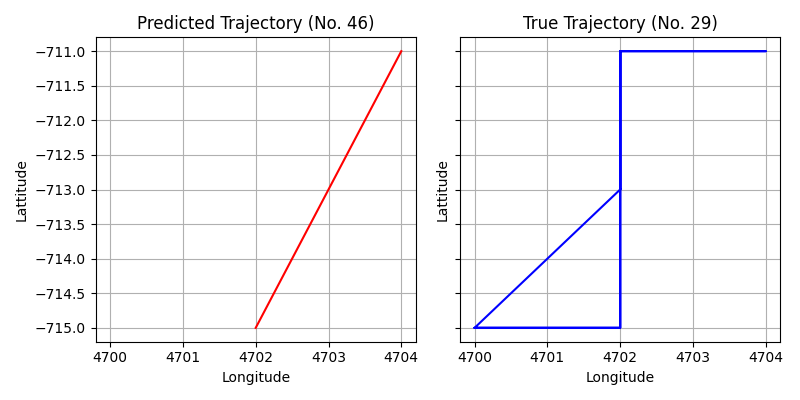 Predicted Trajectory (No. 46)
True Trajectory (No. 29)
−711.0
−711.5
−712.0
−712.5
−713.0
−713.5
−714.0
−714.5
−715.0
Lattitude
Lattitude
4700 4701 4702 4703 4704
4700 4701 4702 4703 4704
Longitude
Longitude